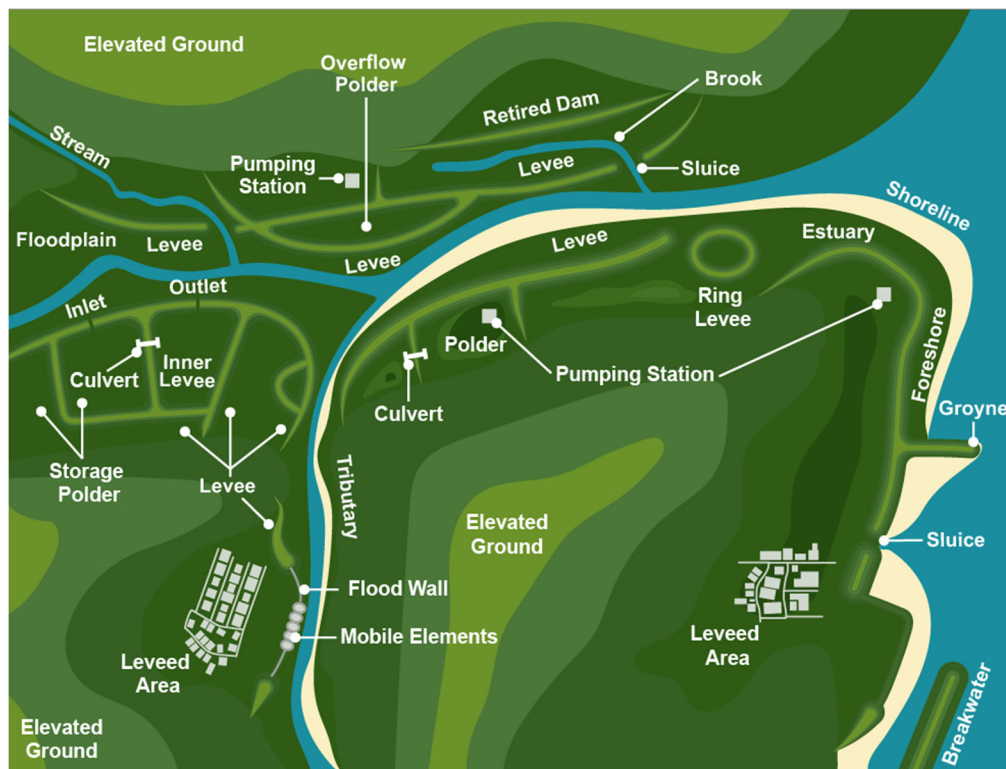 Elevated Ground
Overflow
Polder
Brook
Retired Dam
Stream
Pumping
Station
Levee
Sluice
Shoreline
Floodplain
Levee
Levee
Levee
Estuary
Inlet
Outlet
Ring
Levee
Foreshore
Culvert
Inner
Levee
Polder
Pumping Station
Culvert
Groyne
Storage
Polder
Levee
Tributary
Elevated
Ground
Sluice
Flood Wall
Mobile Elements
Leveed
Area
Leveed
Area
Elevated
Ground
Breakwater